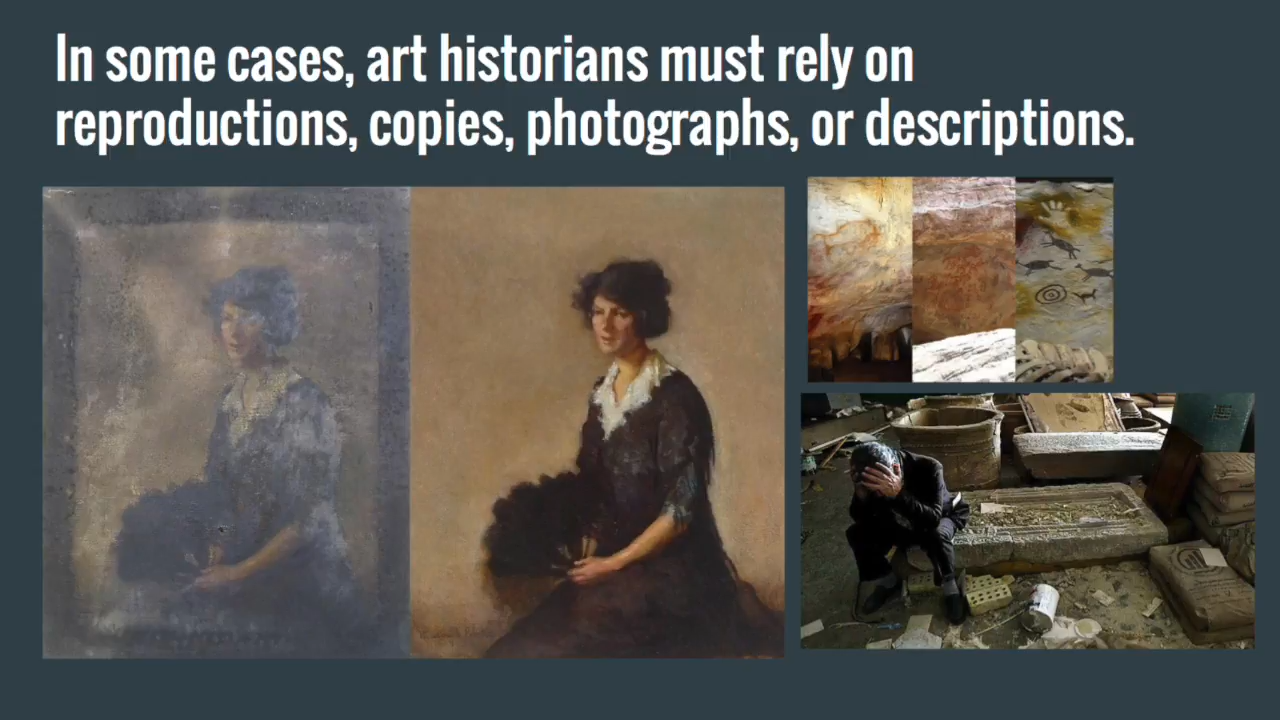 In some cases, art historians must rely on
reproductions, copies, photographs, or descriptions.